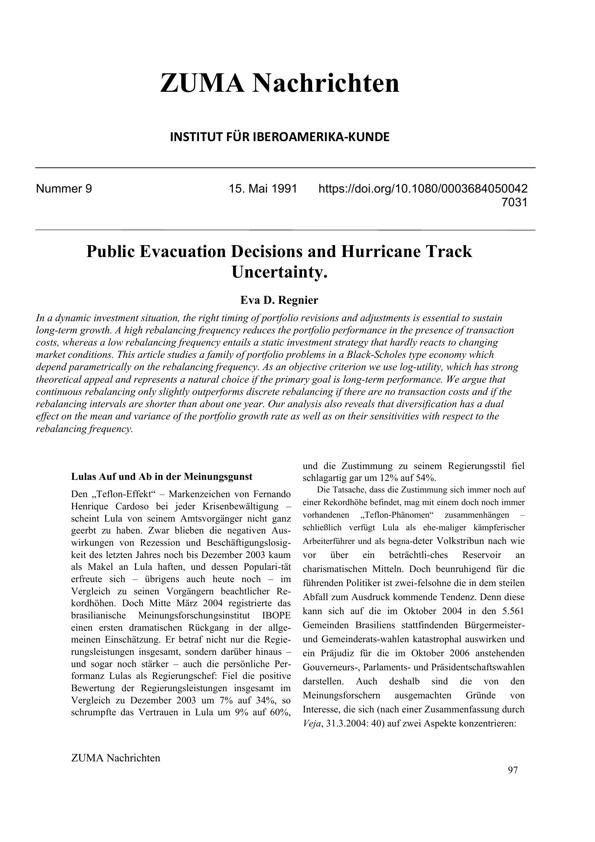 ZUMA Nachrichten
INSTITUT FÜR IBEROAMERIKA-KUNDE
Nummer 9 15. Mai 1991 https://doi.org/10.1080/0003684050042
7031
Public Evacuation Decisions and Hurricane Track
Uncertainty.
Eva D. Regnier
In a dynamic investment situation, the right timing of portfolio revisions and adjustments is essential to sustain
long-term growth. A high rebalancing frequency reduces the portfolio performance in the presence of transaction
costs, whereas a low rebalancing frequency entails a static investment strategy that hardly reacts to changing
market conditions. This article studies a family of portfolio problems in a Black-Scholes type economy which
depend parametrically on the rebalancing frequency. As an objective criterion we use log-utility, which has strong
theoretical appeal and represents a natural choice if the primary goal is long-term performance. We argue that
continuous rebalancing only slightly outperforms discrete rebalancing if there are no transaction costs and if the
rebalancing intervals are shorter than about one year. Our analysis also reveals that diversification has a dual
effect on the mean and variance of the portfolio growth rate as well as on their sensitivities with respect to the
rebalancing frequency.
Lulas Auf und Ab in der Meinungsgunst
Den „Teflon-Effekt“ – Markenzeichen von Fernando
Henrique Cardoso bei jeder Krisenbewältigung –
scheint Lula von seinem Amtsvorgänger nicht ganz
geerbt zu haben. Zwar blieben die negativen Aus-
wirkungen von Rezession und Beschäftigungslosig-
keit des letzten Jahres noch bis Dezember 2003 kaum
als Makel an Lula haften, und dessen Populari-tät
erfreute sich – übrigens auch heute noch – im
Vergleich zu seinen Vorgängern beachtlicher Re-
kordhöhen. Doch Mitte März 2004 registrierte das
brasilianische Meinungsforschungsinstitut IBOPE
einen ersten dramatischen Rückgang in der allge-
meinen Einschätzung. Er betraf nicht nur die Regie-
rungsleistungen insgesamt, sondern darüber hinaus –
und sogar noch stärker – auch die persönliche Per-
formanz Lulas als Regierungschef: Fiel die positive
Bewertung der Regierungsleistungen insgesamt im
Vergleich zu Dezember 2003 um 7% auf 34%, so
schrumpfte das Vertrauen in Lula um 9% auf 60%,
und die Zustimmung zu seinem Regierungsstil fiel
schlagartig gar um 12% auf 54%.
Die Tatsache, dass die Zustimmung sich immer noch auf
einer Rekordhöhe befindet, mag mit einem doch noch immer
vorhandenen „Teflon-Phänomen“ zusammenhängen –
schließlich verfügt Lula als ehe-maliger kämpferischer
Arbeiterführer und als begna-deter Volkstribun nach wie
vor über ein beträchtli-ches Reservoir an
charismatischen Mitteln. Doch beunruhigend für die
führenden Politiker ist zwei-felsohne die in dem steilen
Abfall zum Ausdruck kommende Tendenz. Denn diese
kann sich auf die im Oktober 2004 in den 5.561
Gemeinden Brasiliens stattfindenden Bürgermeister-
und Gemeinderats-wahlen katastrophal auswirken und
ein Präjudiz für die im Oktober 2006 anstehenden
Gouverneurs-, Parlaments- und Präsidentschaftswahlen
darstellen. Auch deshalb sind die von den
Meinungsforschern ausgemachten Gründe von
Interesse, die sich (nach einer Zusammenfassung durch
Veja, 31.3.2004: 40) auf zwei Aspekte konzentrieren:
ZUMA Nachrichten
97